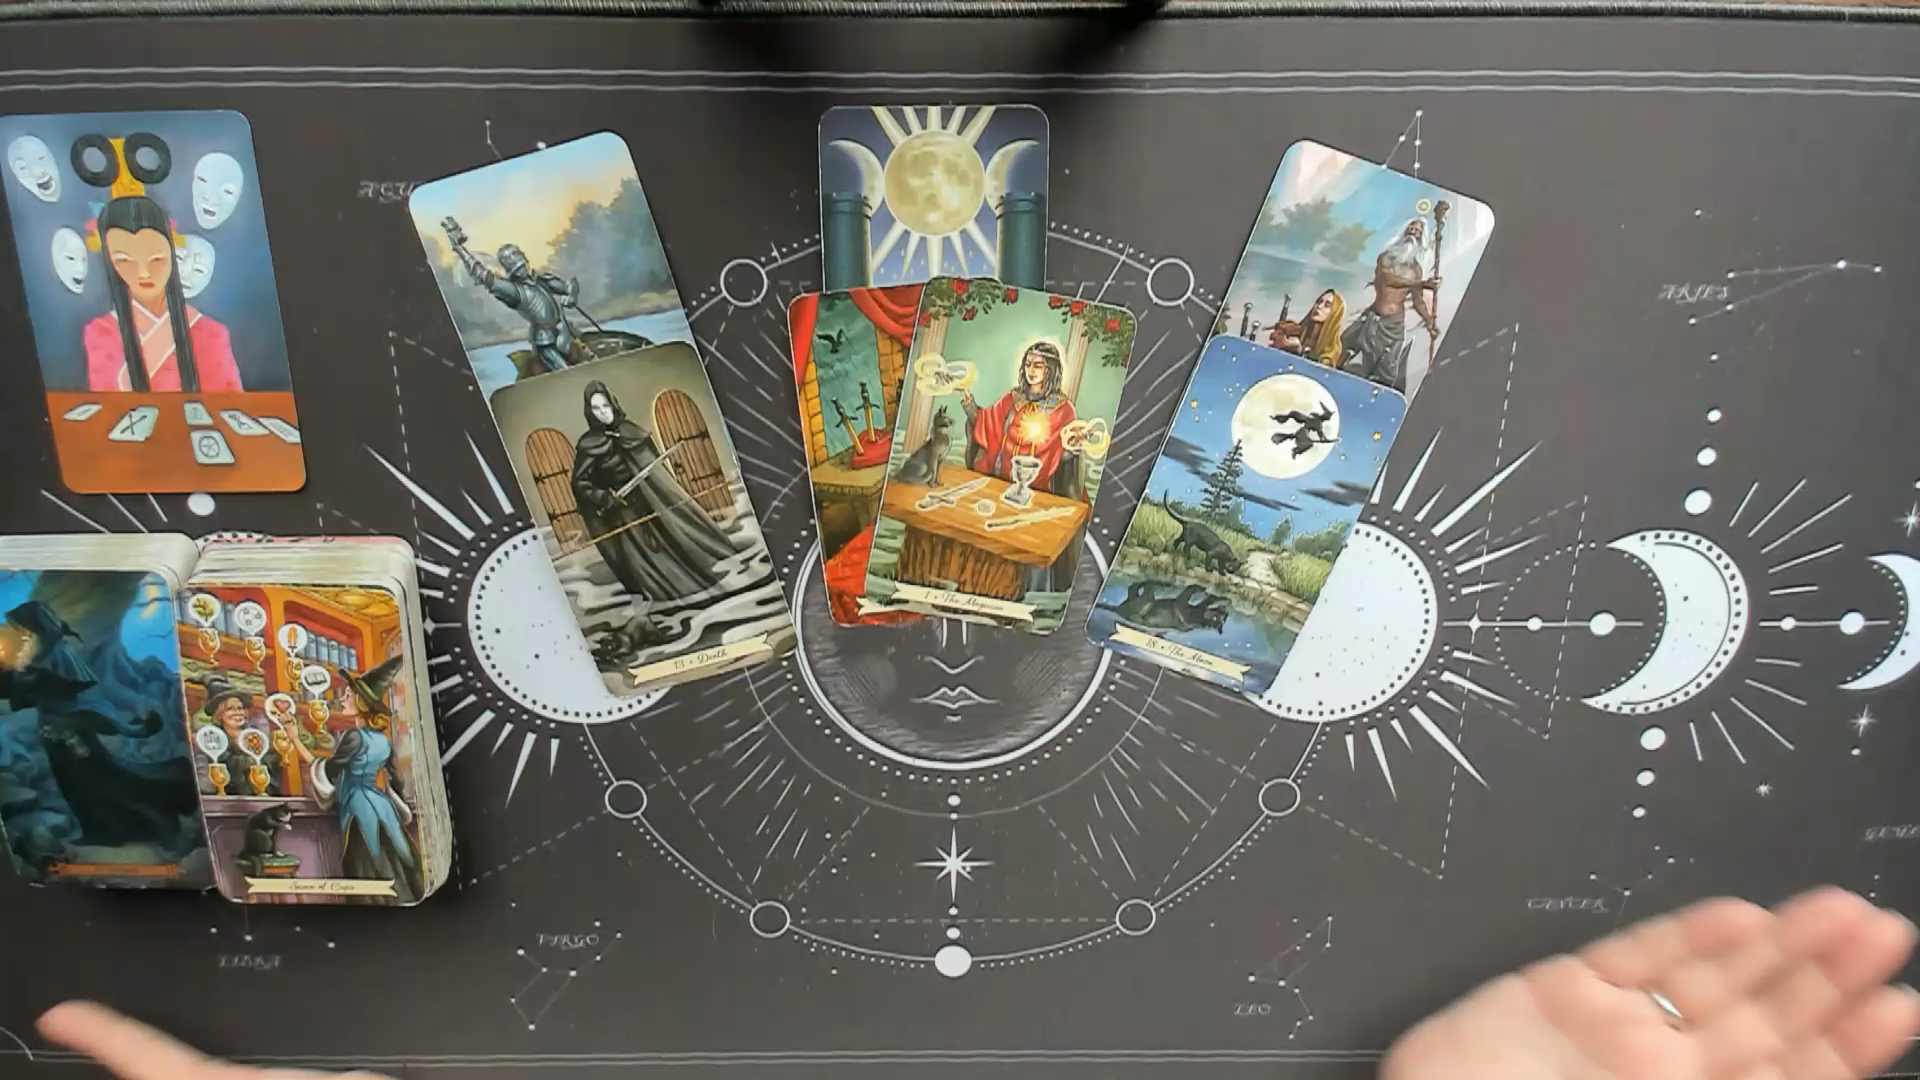 ARIES
13 • Death
1 • The Magician
18 • The Moon
Seven of Cups
CANCER
VIRGO
LIBRA
LEO